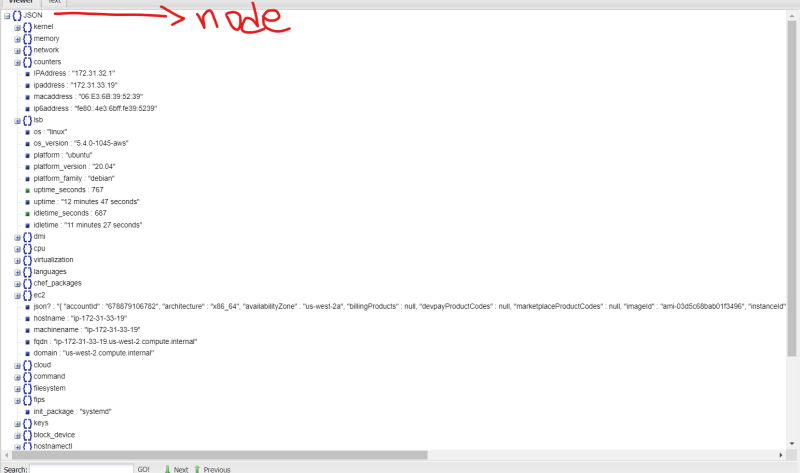 Viewer Text
JSON node
kernel
memory
network
counters
IPAddress : "172.31.32.1"
ipaddress : "172.31.33.19"
macaddress : "06:E3:6B:39:52:39"
ip6address : "fe80::4e3:6bff:fe39:5239"
lsb
os : "linux"
os_version : "5.4.0-1045-aws"
platform : "ubuntu"
platform_version : "20.04"
platform_family : "debian"
uptime_seconds : 767
uptime : "12 minutes 47 seconds"
idletime_seconds : 687
idletime : "11 minutes 27 seconds"
dmi
cpu
virtualization
languages
chef_packages
ec2
json? : "{ "accountId" : "678879106782", "architecture" : "x86_64", "availabilityZone" : "us-west-2a", "billingProducts" : null, "devpayProductCodes" : null, "marketplaceProductCodes" : null, "imageId" : "ami-03d5c68bab01f3496", "instanceId"
hostname : "ip-172-31-33-19"
machinename : "ip-172-31-33-19"
fqdn : "ip-172-31-33-19.us-west-2.compute.internal"
domain : "us-west-2.compute.internal"
cloud
command
filesystem
fips
init_package : "systemd"
keys
block_device
hostnamectl
Search: GO! Next Previous